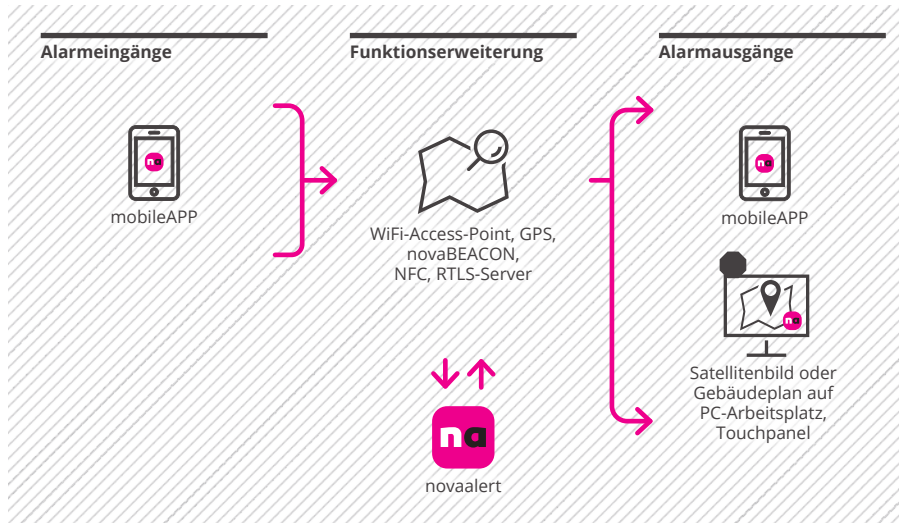 Alarmeingänge
Funktionserweiterung
Alarmausgänge
na
mobileAPP
WiFi-Access-Point, GPS,
novaBEACON,
NFC, RTLS-Server
na
novaalert
na
mobileAPP
na
Satellitenbild oder
Gebäudeplan auf
PC-Arbeitsplatz,
Touchpanel